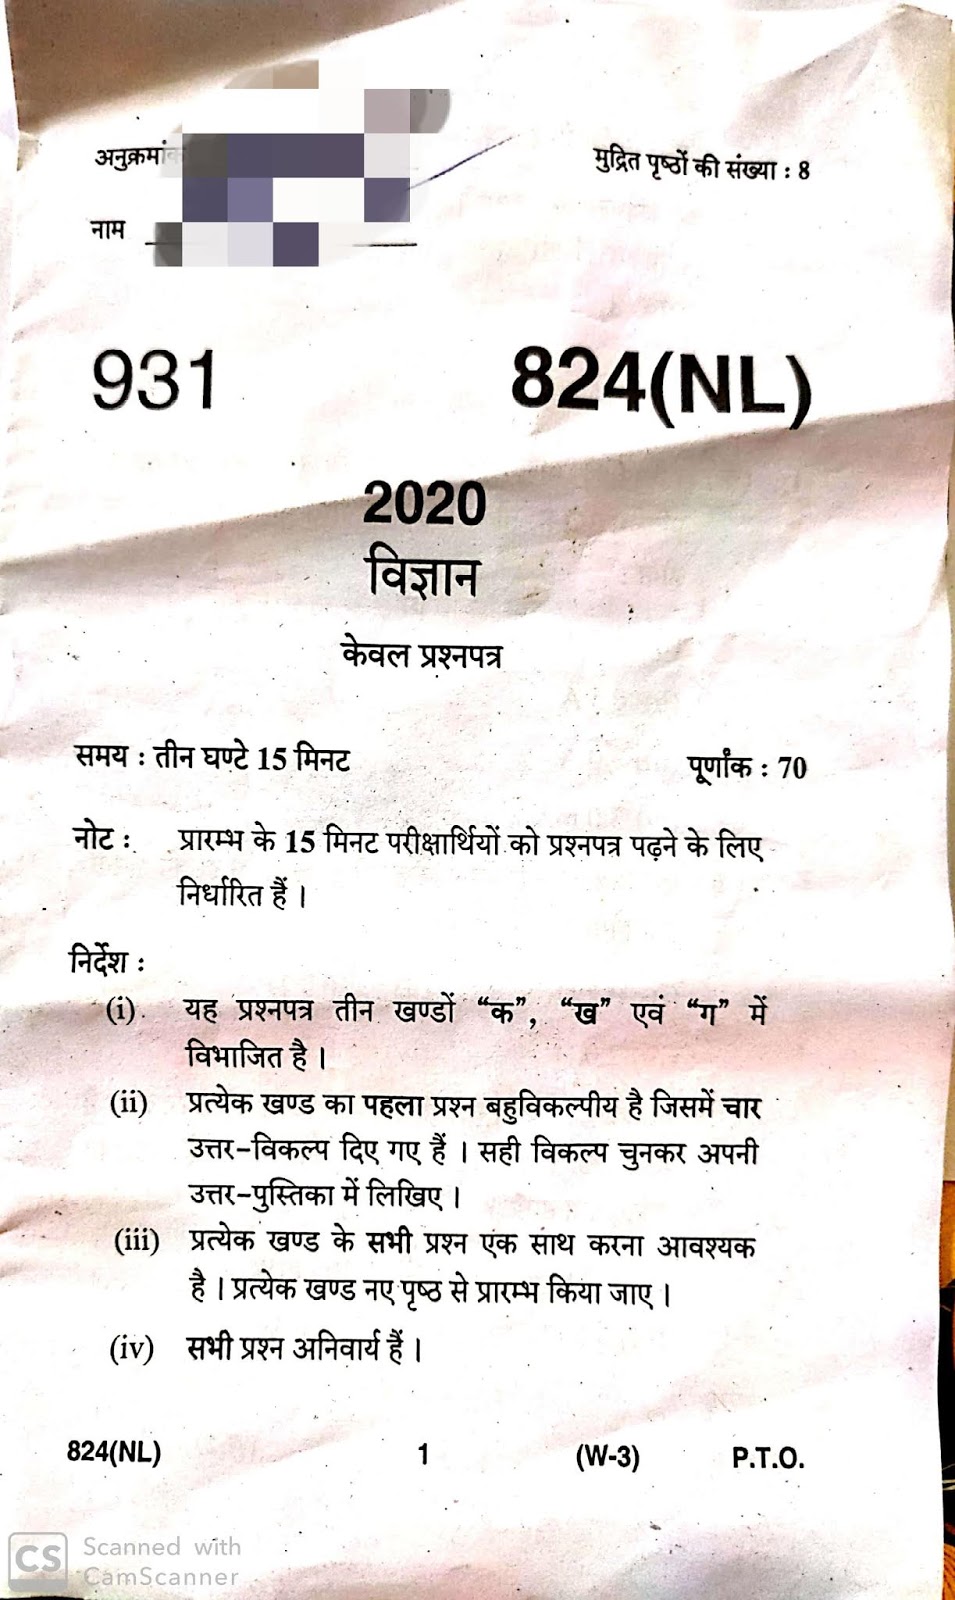 अनुक्रमांक
मुद्रित पृष्ठों की संख्या : 8
नाम
931
824(NL)
2020
विज्ञान
केवल प्रश्नपत्र
समय : तीन घण्टे 15 मिनट
पूर्णांक : 70
नोट : प्रारम्भ के 15 मिनट परीक्षार्थियों को प्रश्नपत्र पढ़ने के लिए
निर्धारित हैं ।
निर्देश :
(i) यह प्रश्नपत्र तीन खण्डों “क”, “ख” एवं “ग” में
विभाजित है ।
(ii) प्रत्येक खण्ड का पहला प्रश्न बहुविकल्पीय है जिसमें चार
उत्तर-विकल्प दिए गए हैं । सही विकल्प चुनकर अपनी
उत्तर-पुस्तिका में लिखिए ।
(iii) प्रत्येक खण्ड के सभी प्रश्न एक साथ करना आवश्यक
है । प्रत्येक खण्ड नए पृष्ठ से प्रारम्भ किया जाए ।
(iv) सभी प्रश्न अनिवार्य हैं ।
824(NL) 1 (W-3) P.T.O.
CS Scanned with
CamScanner